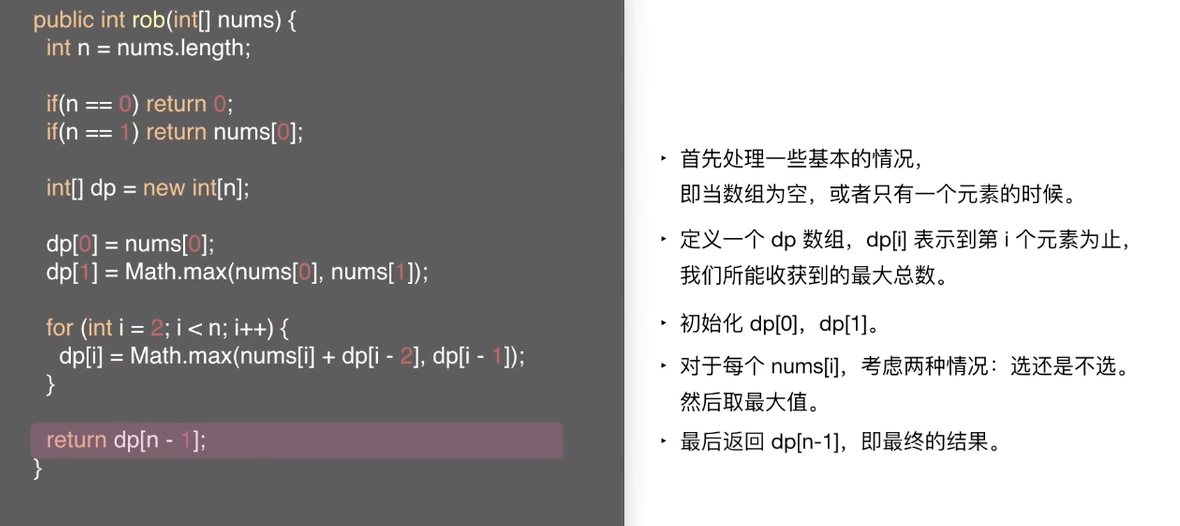 public int rob(int[] nums) {
int n = nums.length;
if(n == 0) return 0;
if(n == 1) return nums[0];
int[] dp = new int[n];
dp[0] = nums[0];
dp[1] = Math.max(nums[0], nums[1]);
for (int i = 2; i < n; i++) {
dp[i] = Math.max(nums[i] + dp[i - 2], dp[i - 1]);
}
return dp[n - 1];
}
‣ 首先处理一些基本的情况，
即当数组为空，或者只有一个元素的时候。
‣ 定义一个 dp 数组，dp[i] 表示到第 i 个元素为止，
我们所能收获到的最大总数。
‣ 初始化 dp[0]，dp[1]。
‣ 对于每个 nums[i]，考虑两种情况：选还是不选。
然后取最大值。
‣ 最后返回 dp[n-1]，即最终的结果。